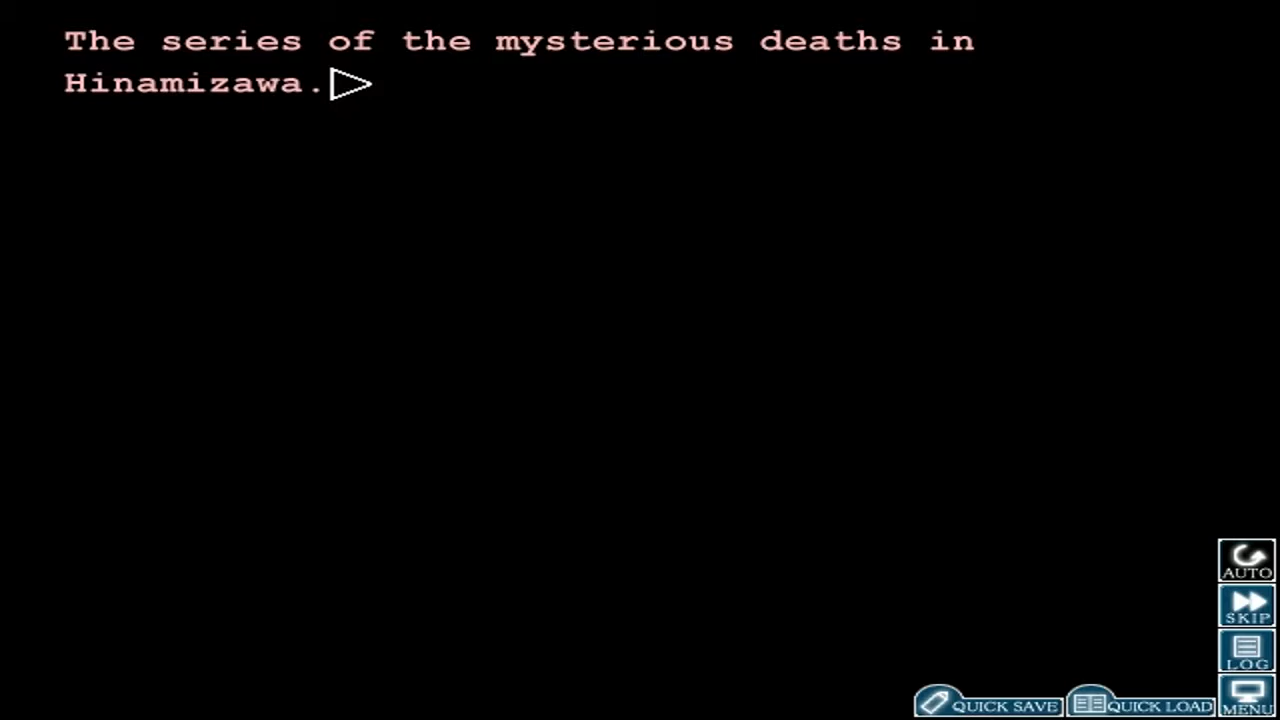 The series of the mysterious deaths in
Hinamizawa.
AUTO
SKIP
LOG
QUICK SAVE
QUICK LOAD
MENU